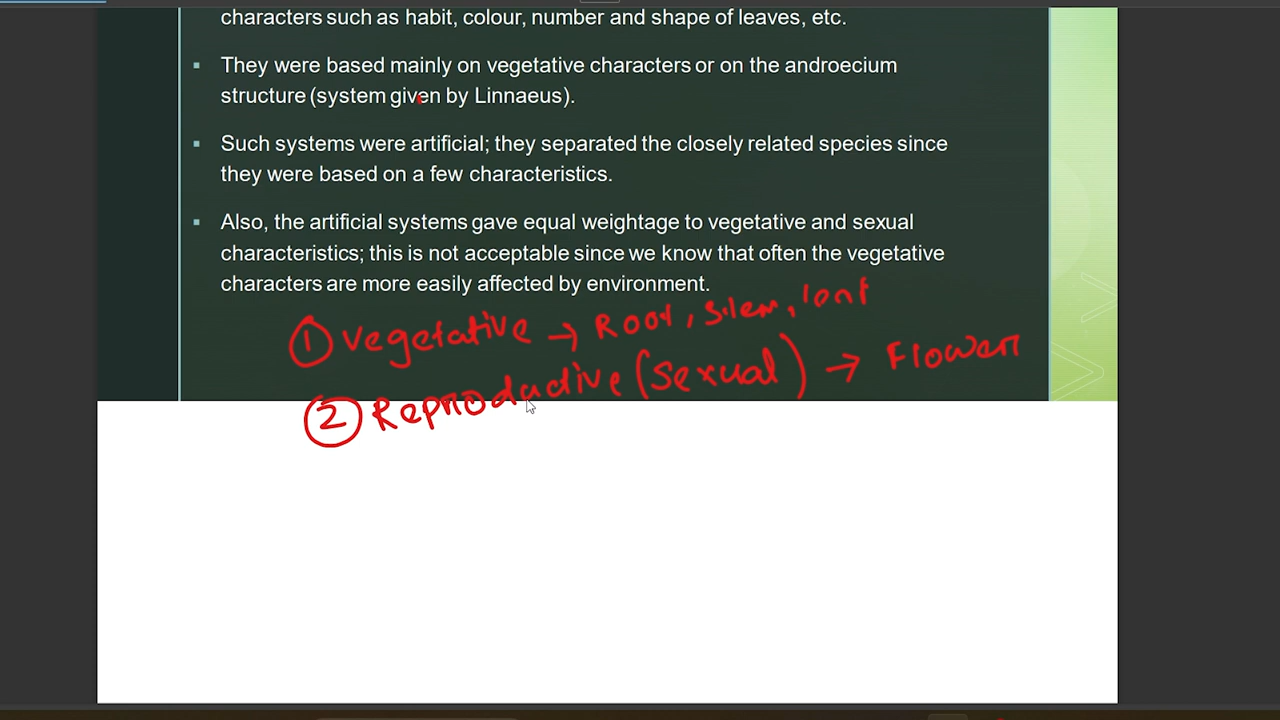 characters such as habit, colour, number and shape of leaves, etc.
▪ They were based mainly on vegetative characters or on the androecium
structure (system given by Linnaeus).
▪ Such systems were artificial; they separated the closely related species since
they were based on a few characteristics.
▪ Also, the artificial systems gave equal weightage to vegetative and sexual
characteristics; this is not acceptable since we know that often the vegetative
characters are more easily affected by environment.
① Vegetative → Root, Stem, leaf
② Reproductive (Sexual) → Flower